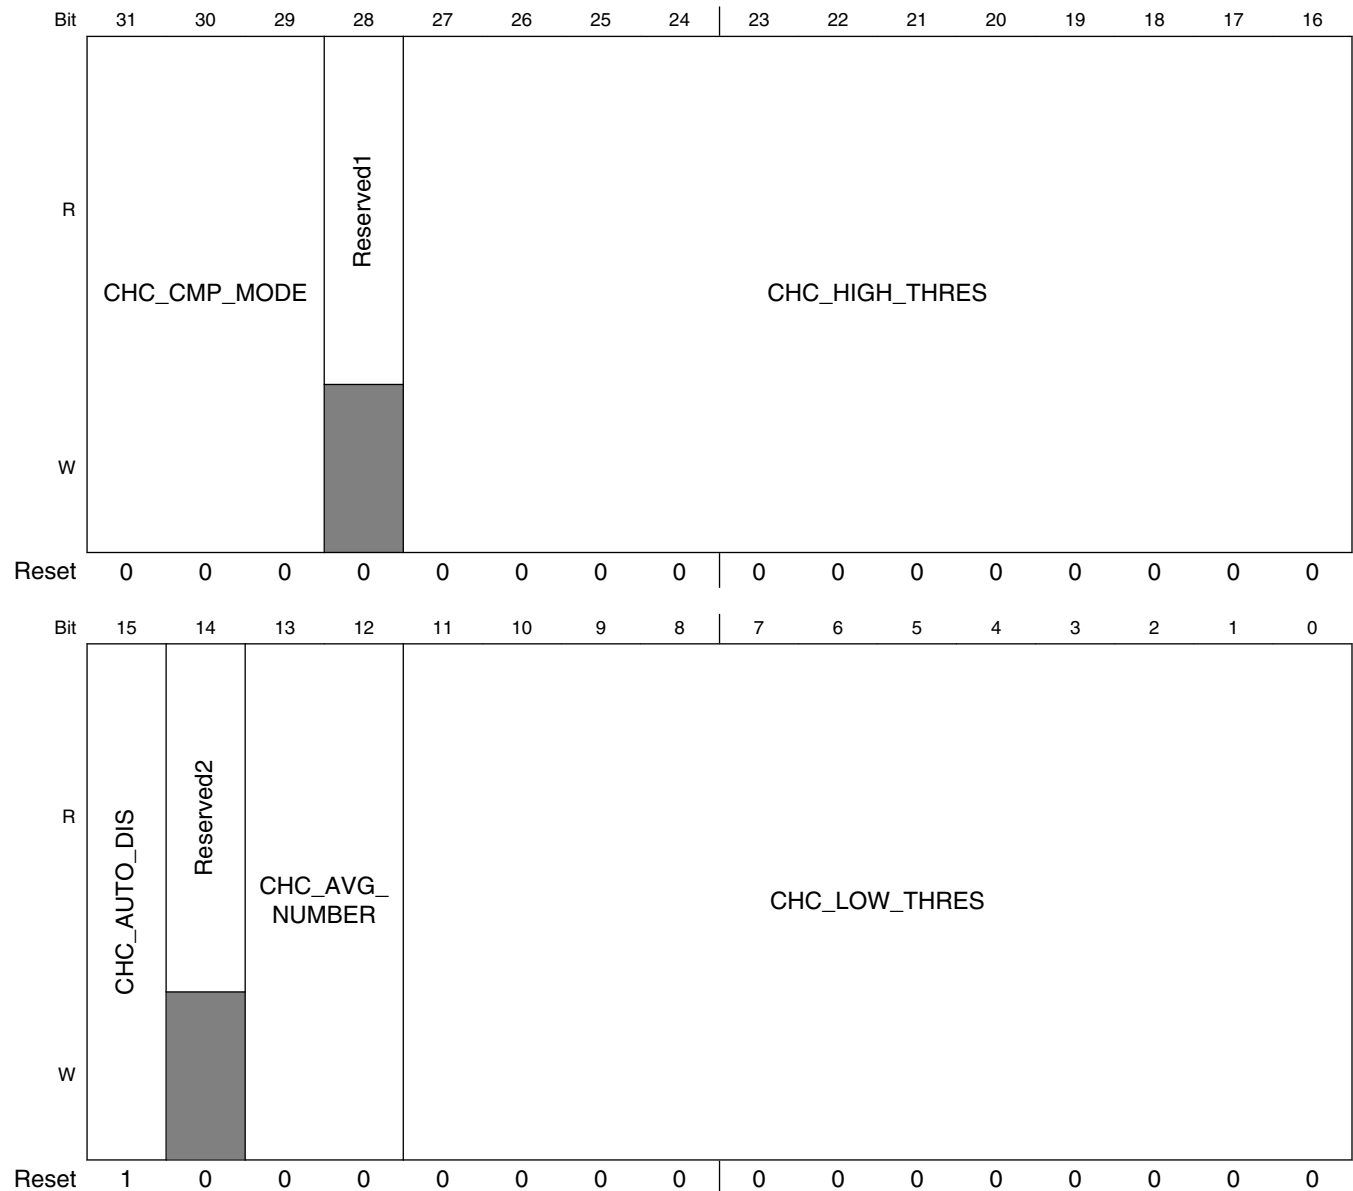 Bit 31 30 29 28 27 26 25 24 23 22 21 20 19 18 17 16
R
W
CHC_CMP_MODE
Reserved1
CHC_HIGH_THRES
Reset 0 0 0 0 0 0 0 0 0 0 0 0 0 0 0 0
Bit 15 14 13 12 11 10 9 8 7 6 5 4 3 2 1 0
R
W
CHC_AUTO_DIS
Reserved2
CHC_AVG_
NUMBER
CHC_LOW_THRES
Reset 1 0 0 0 0 0 0 0 0 0 0 0 0 0 0 0